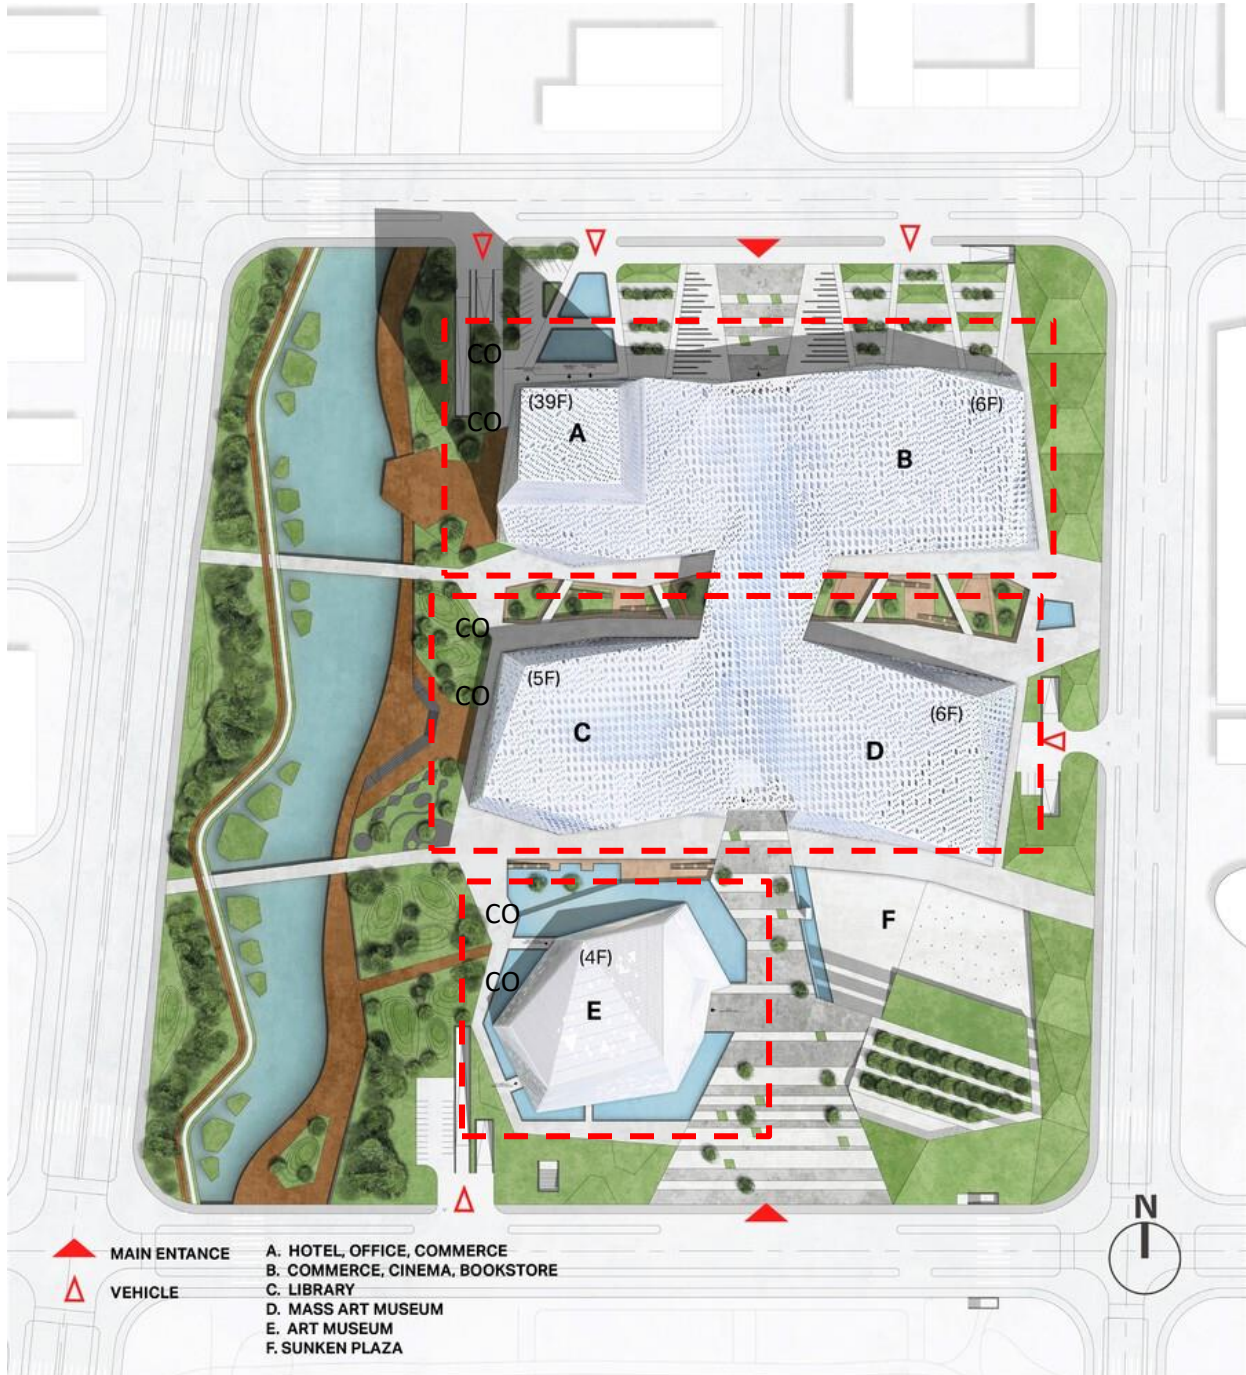 CO
(39F)
(6F)
CO
A
B
CO
(5F)
CO
(6F)
C
D
CO
F
(4F)
CO
E
N
MAIN ENTANCE
VEHICLE
A. HOTEL, OFFICE, COMMERCE
B. COMMERCE, CINEMA, BOOKSTORE
C. LIBRARY
D. MASS ART MUSEUM
E. ART MUSEUM
F. SUNKEN PLAZA